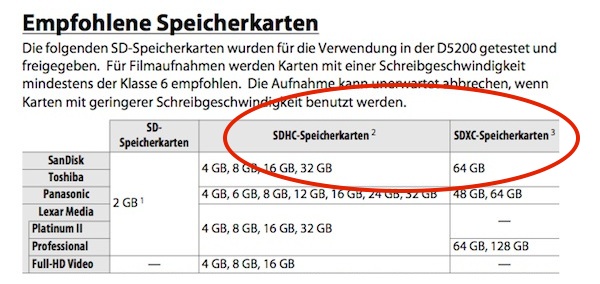 Empfohlene Speicherkarten
Die folgenden SD-Speicherkarten wurden für die Verwendung in der D5200 getestet und
freigegeben. Für Filmaufnahmen werden Karten mit einer Schreibgeschwindigkeit
mindestens der Klasse 6 empfohlen. Die Aufnahme kann unerwartet abbrechen, wenn
Karten mit geringerer Schreibgeschwindigkeit benutzt werden.
SD-
Speicherkarten SDHC-Speicherkarten 2 SDXC-Speicherkarten 3
SanDisk
Toshiba
2 GB 1
4 GB, 8 GB, 16 GB, 32 GB 64 GB
Panasonic 4 GB, 6 GB, 8 GB, 12 GB, 16 GB, 24 GB, 32 GB 48 GB, 64 GB
Lexar Media
Platinum II 4 GB, 8 GB, 16 GB, 32 GB —
Professional 64 GB, 128 GB
Full-HD Video — 4 GB, 8 GB, 16 GB —